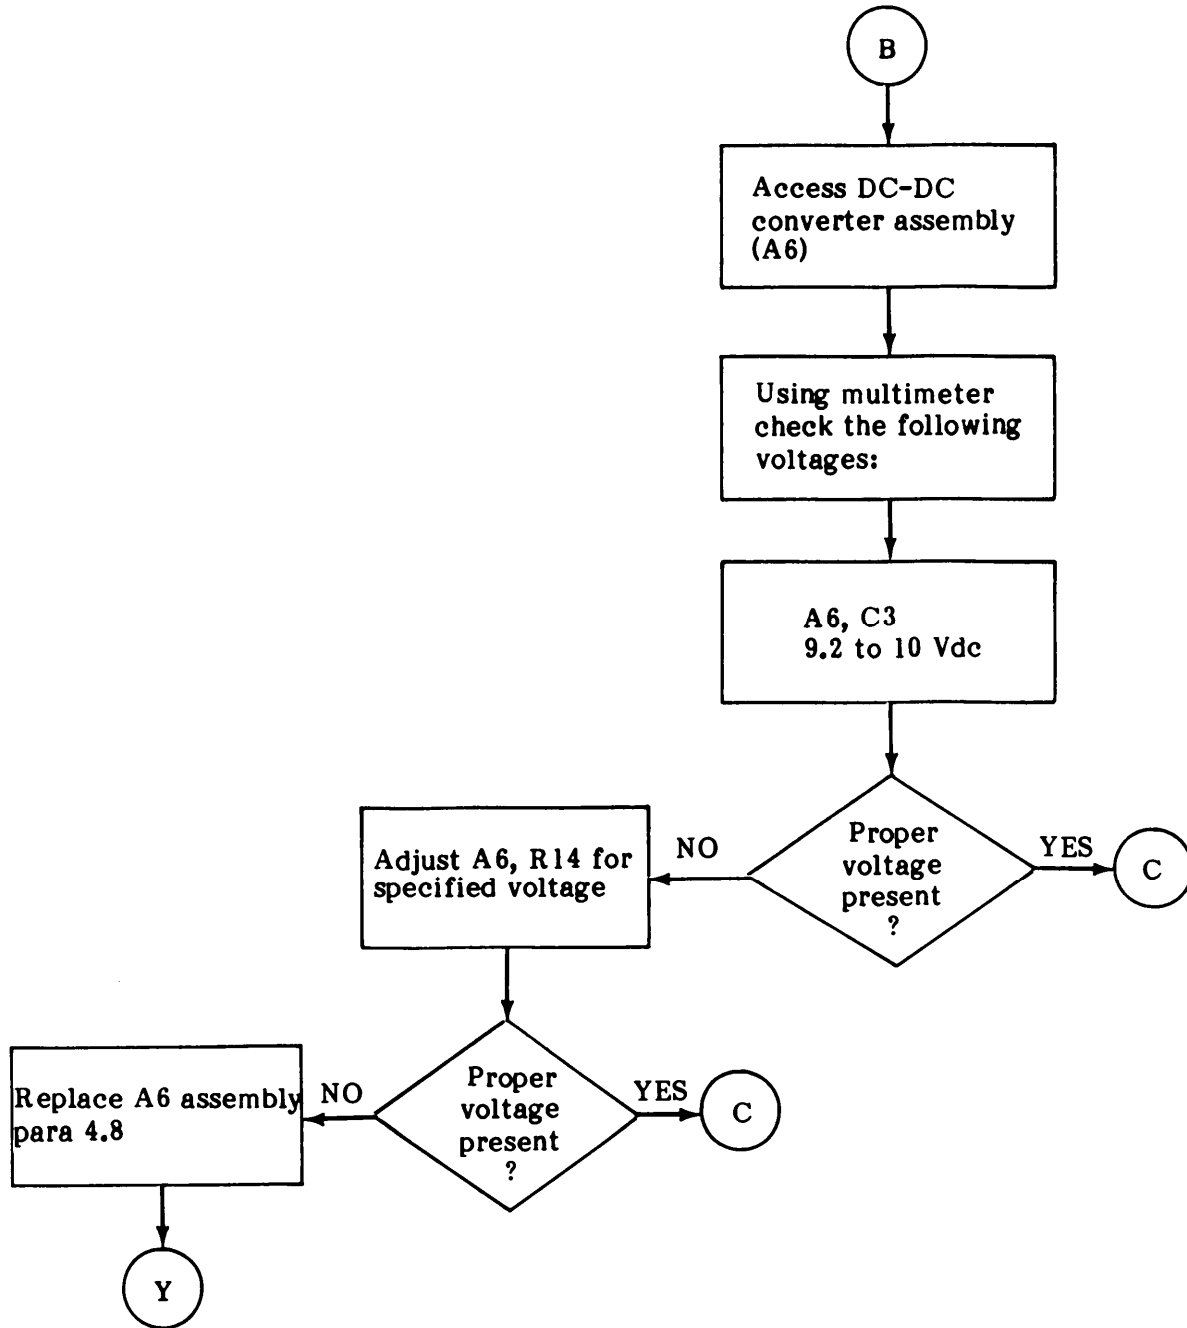 B
Access DC-DC
converter assembly
(A6)
Using multimeter
check the following
voltages:
A6, C3
9.2 to 10 Vdc
Proper
voltage
present
?
YES
C
NO
Adjust A6, R14 for
specified voltage
Proper
voltage
present
?
YES
C
NO
Replace A6 assembly
para 4.8
Y